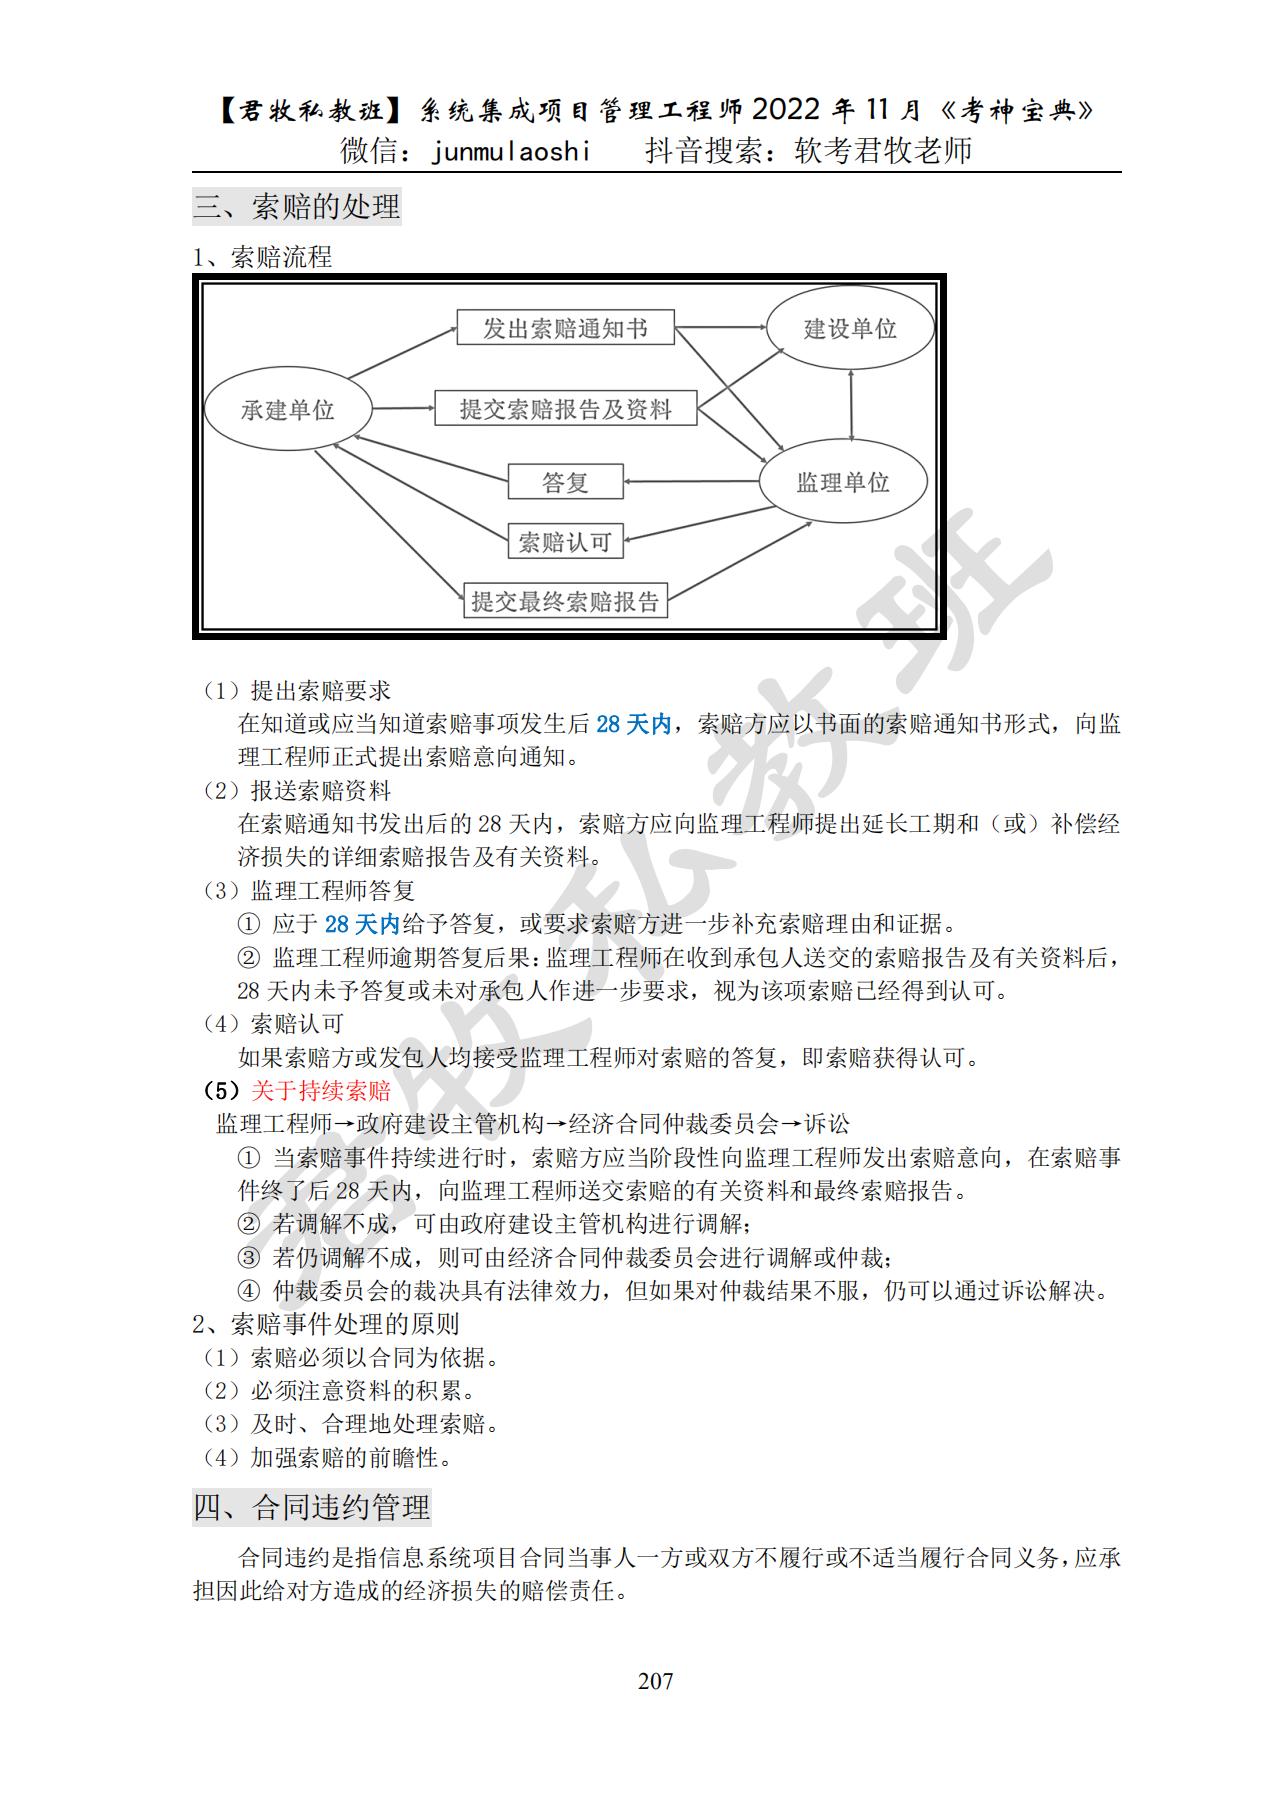 【君牧私教班】系统集成项目管理工程师 2022 年 11 月《考神宝典》
微信：junmulaoshi 抖音搜索：软考君牧老师
三、索赔的处理
1、索赔流程
发出索赔通知书
建设单位
承建单位
提交索赔报告及资料
答复
监理单位
索赔认可
提交最终索赔报告
（1）提出索赔要求
在知道或应当知道索赔事项发生后 28 天内，索赔方应以书面的索赔通知书形式，向监
理工程师正式提出索赔意向通知。
（2）报送索赔资料
在索赔通知书发出后的 28 天内，索赔方应向监理工程师提出延长工期和（或）补偿经
济损失的详细索赔报告及有关资料。
（3）监理工程师答复
① 应于 28 天内给予答复，或要求索赔方进一步补充索赔理由和证据。
② 监理工程师逾期答复后果：监理工程师在收到承包人送交的索赔报告及有关资料后，
28 天内未予答复或未对承包人作进一步要求，视为该项索赔已经得到认可。
（4）索赔认可
如果索赔方或发包人均接受监理工程师对索赔的答复，即索赔获得认可。
（5）关于持续索赔
监理工程师→政府建设主管机构→经济合同仲裁委员会→诉讼
① 当索赔事件持续进行时，索赔方应当阶段性向监理工程师发出索赔意向，在索赔事
件终了后 28 天内，向监理工程师送交索赔的有关资料和最终索赔报告。
② 若调解不成，可由政府建设主管机构进行调解；
③ 若仍调解不成，则可由经济合同仲裁委员会进行调解或仲裁；
④ 仲裁委员会的裁决具有法律效力，但如果对仲裁结果不服，仍可以通过诉讼解决。
2、索赔事件处理的原则
（1）索赔必须以合同为依据。
（2）必须注意资料的积累。
（3）及时、合理地处理索赔。
（4）加强索赔的前瞻性。
四、合同违约管理
合同违约是指信息系统项目合同当事人一方或双方不履行或不适当履行合同义务，应承
担因此给对方造成的经济损失的赔偿责任。
207
君牧私教班